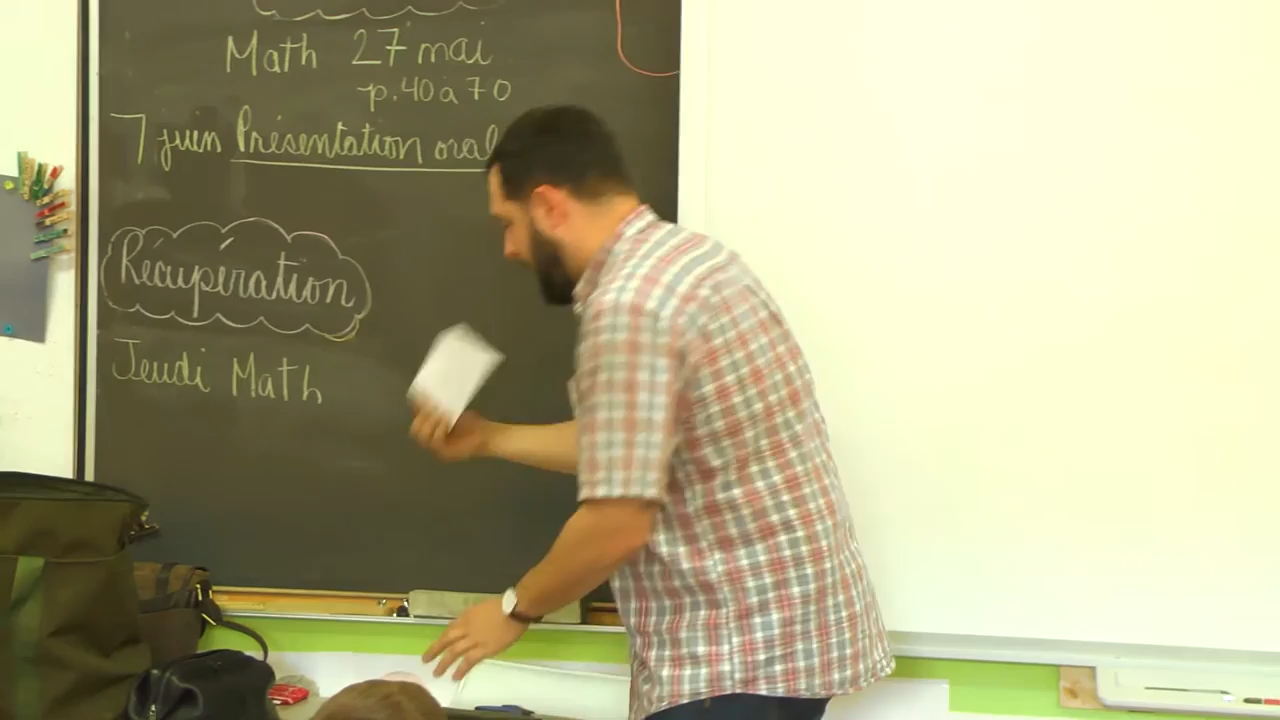 Math 27 mai
p. 40 à 70
7 juin Présentation oral
Récupération
Jeudi Math